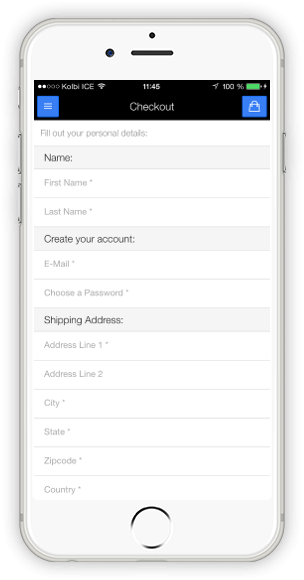 Kolbi ICE 11:45 100 %
Checkout
Fill out your personal details:
Name:
First Name *
Last Name *
Create your account:
E-Mail *
Choose a Password *
Shipping Address:
Address Line 1 *
Address Line 2
City *
State *
Zipcode *
Country *